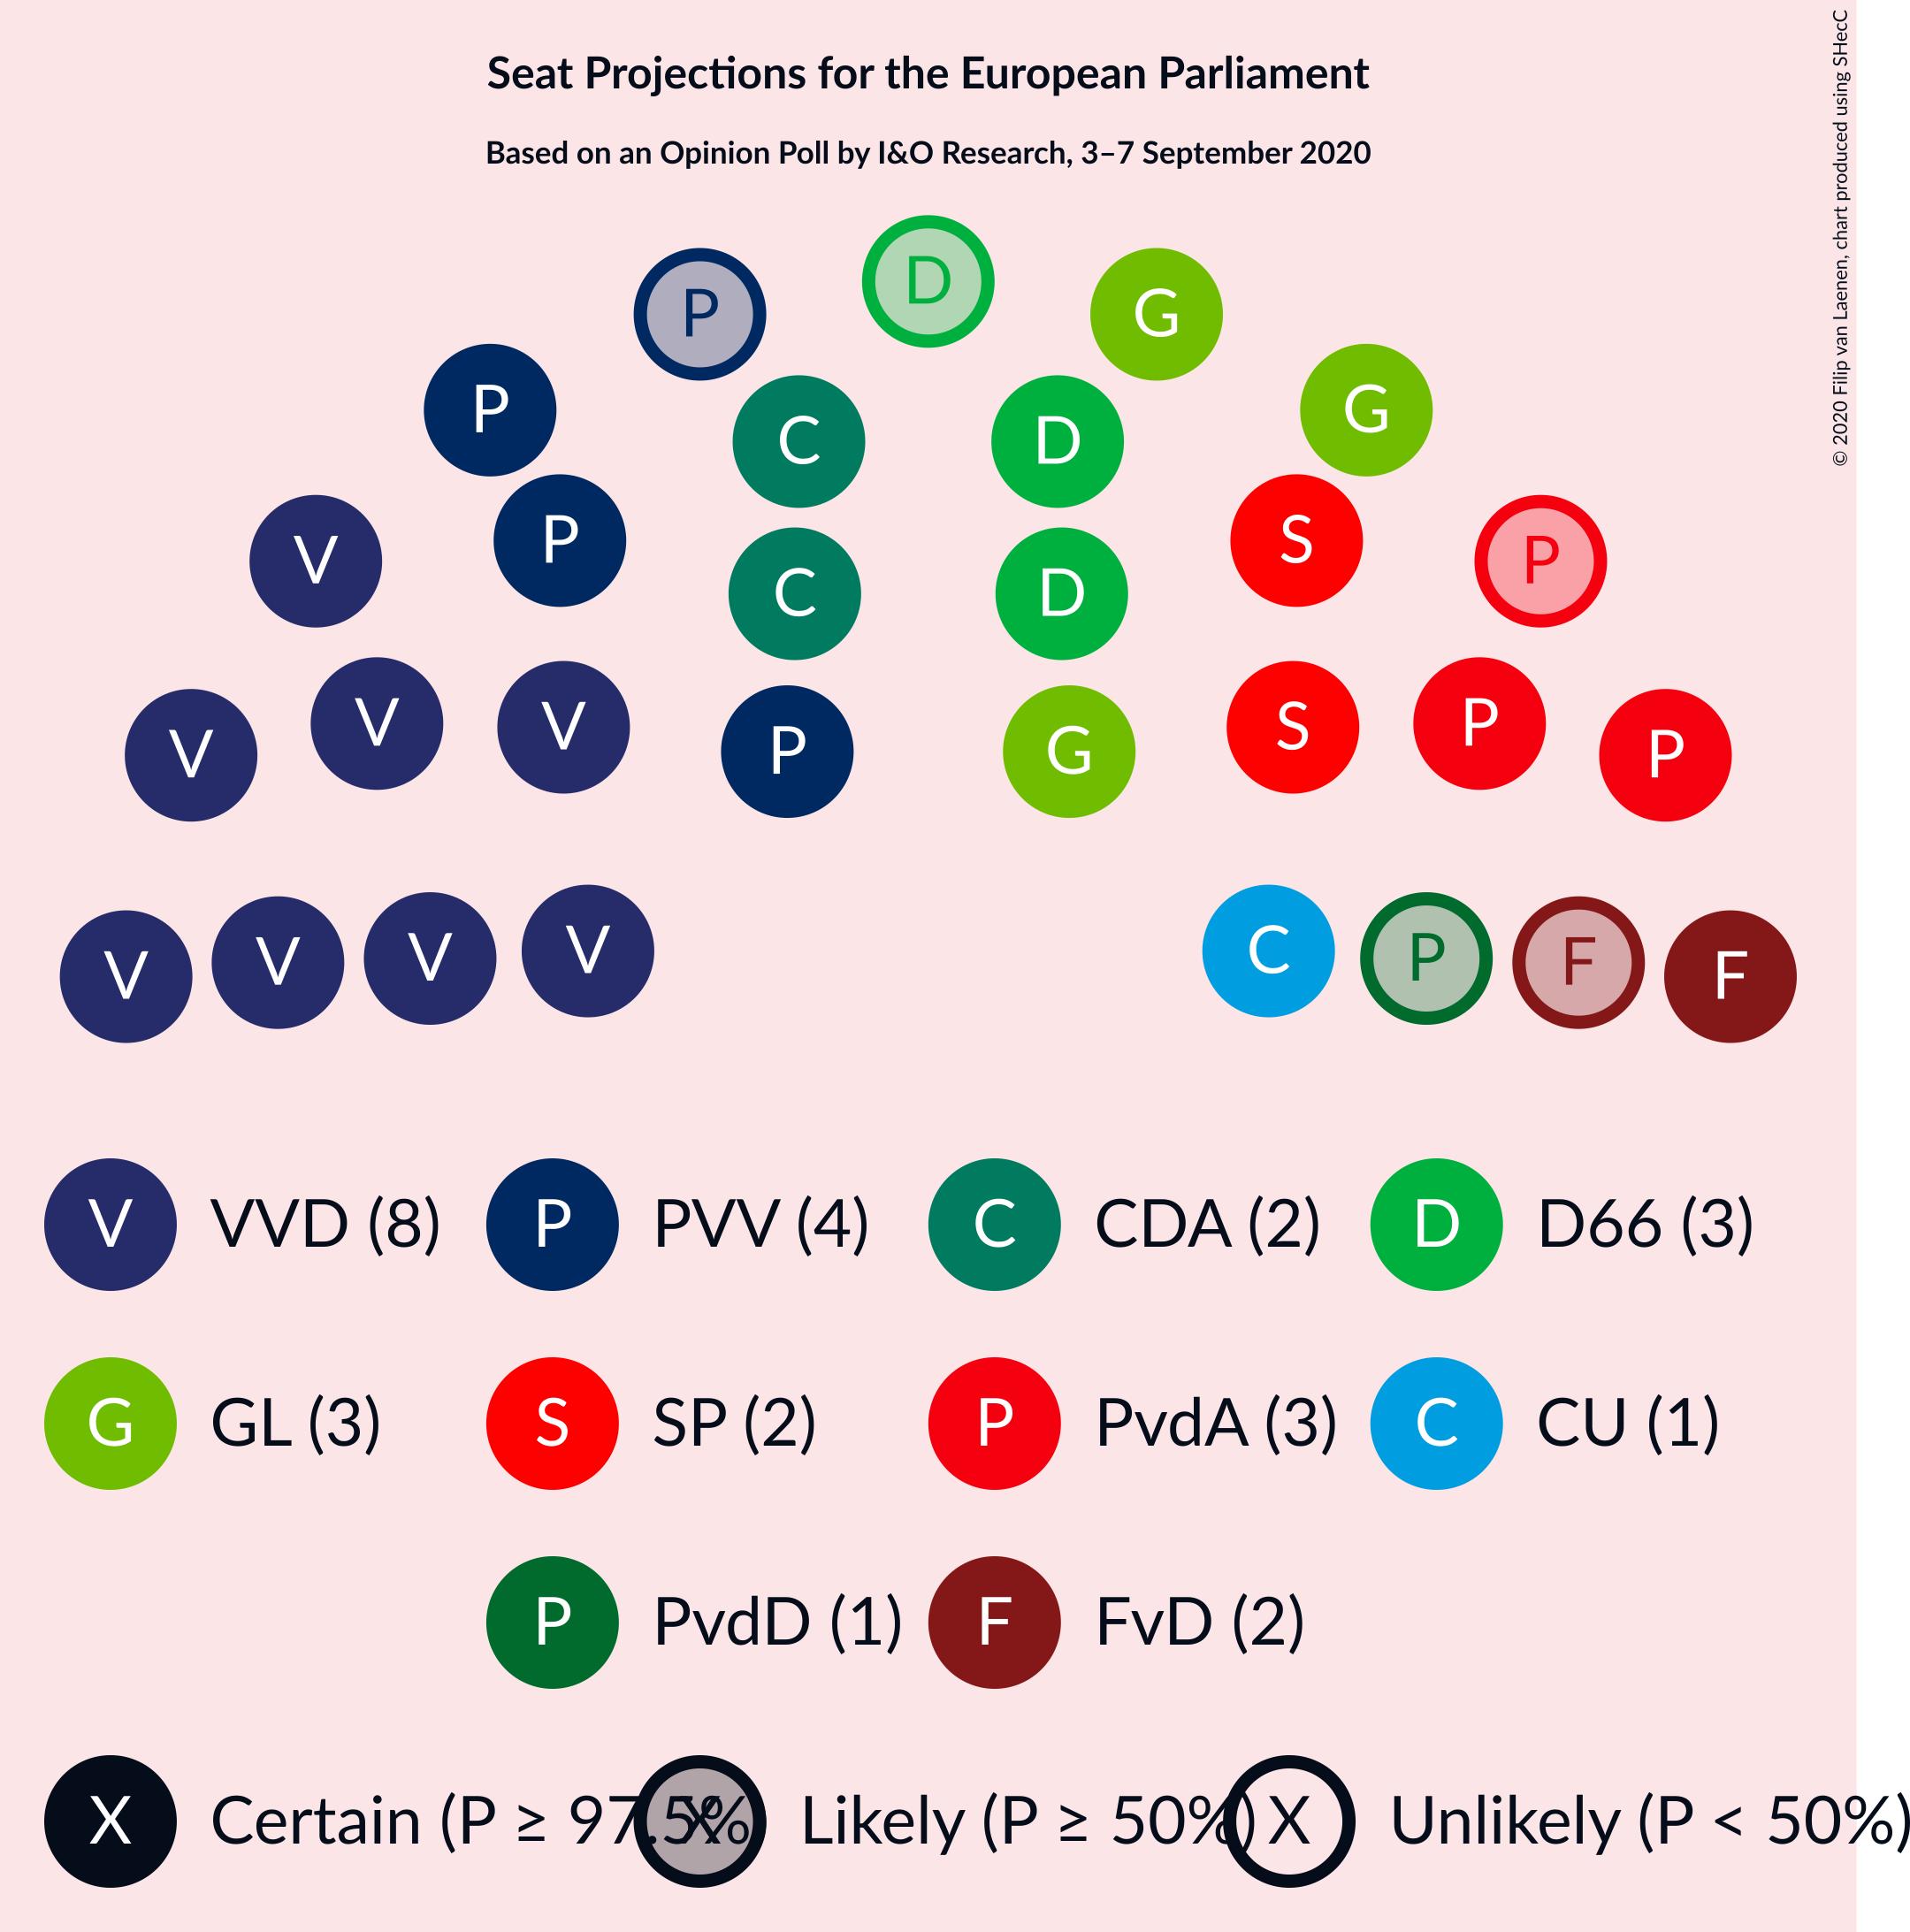 Seat Projections for the European Parliament
Based on an Opinion Poll by I&O Research, 3–7 September 2020
© 2020 Filip van Laenen, chart produced using SHecC
D
P G
P G
C D
P S
V P
C D
V V P P
V P G S P
V V V V C P F F
V VVD (8) P PVV (4) C CDA (2) D D66 (3)
G GL (3) S SP (2) P PvdA (3) C CU (1)
P PvdD (1) F FvD (2)
X Certain (P ≥ 97.5% X Likely (P ≥ 50%) X Unlikely (P < 50%)